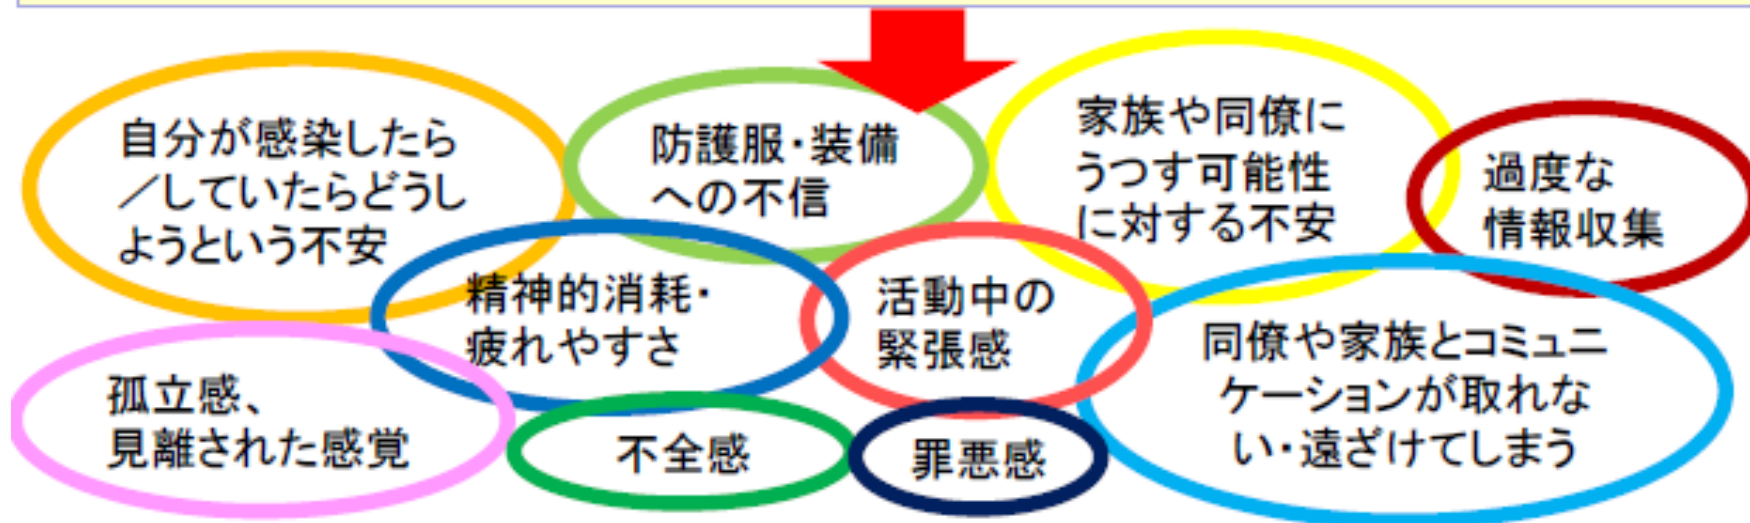 自分が感染したら
／していたらどうし
ようという不安
防護服・装備
への不信
家族や同僚に
うつす可能性
に対する不安
過度な
情報収集
精神的消耗・
疲れやすさ
活動中の
緊張感
同僚や家族とコミュニ
ケーションが取れな
い・遠ざけてしまう
孤立感、
見離された感覚
不全感
罪悪感